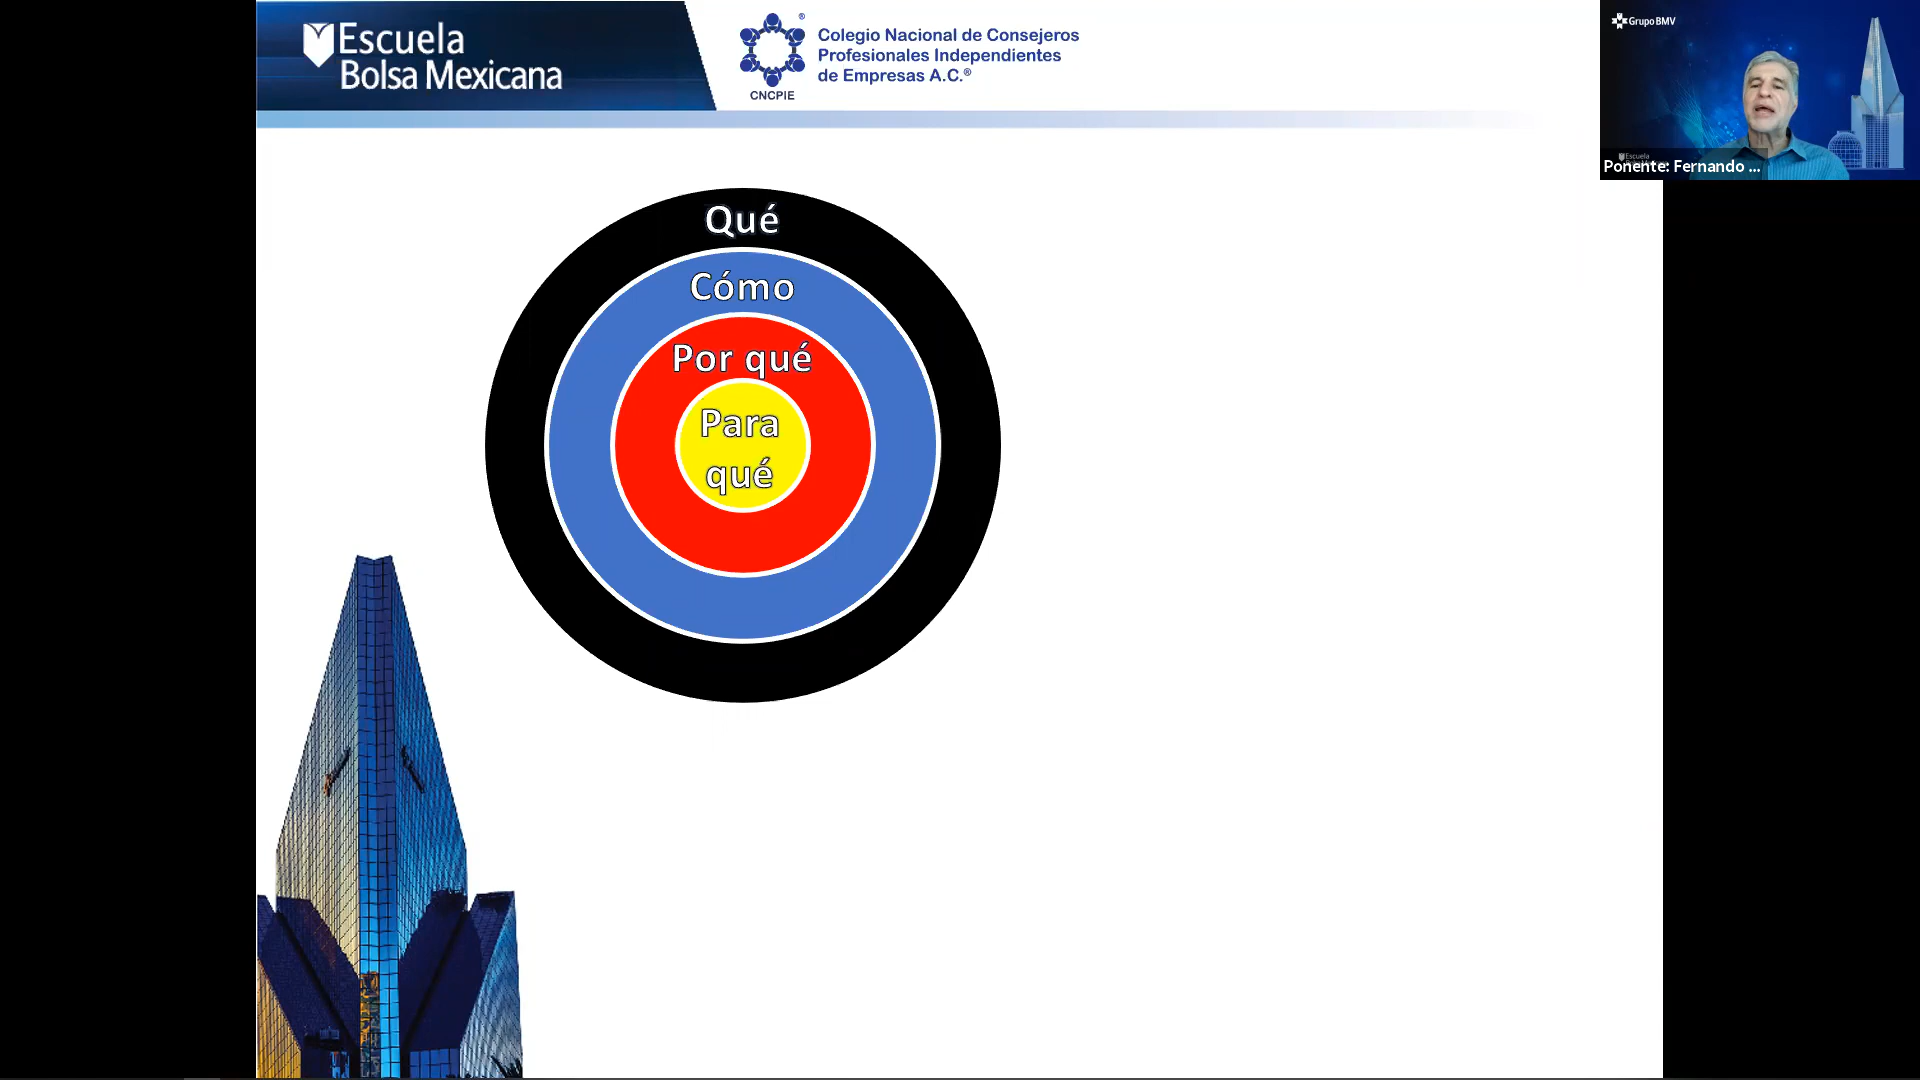 Escuela
Bolsa Mexicana
CNCPIE
Colegio Nacional de Consejeros
Profesionales Independientes
de Empresas A.C.®
Grupo BMV
Escuela
Ponente: Fernando ...
Qué
Cómo
Por qué
Para
qué